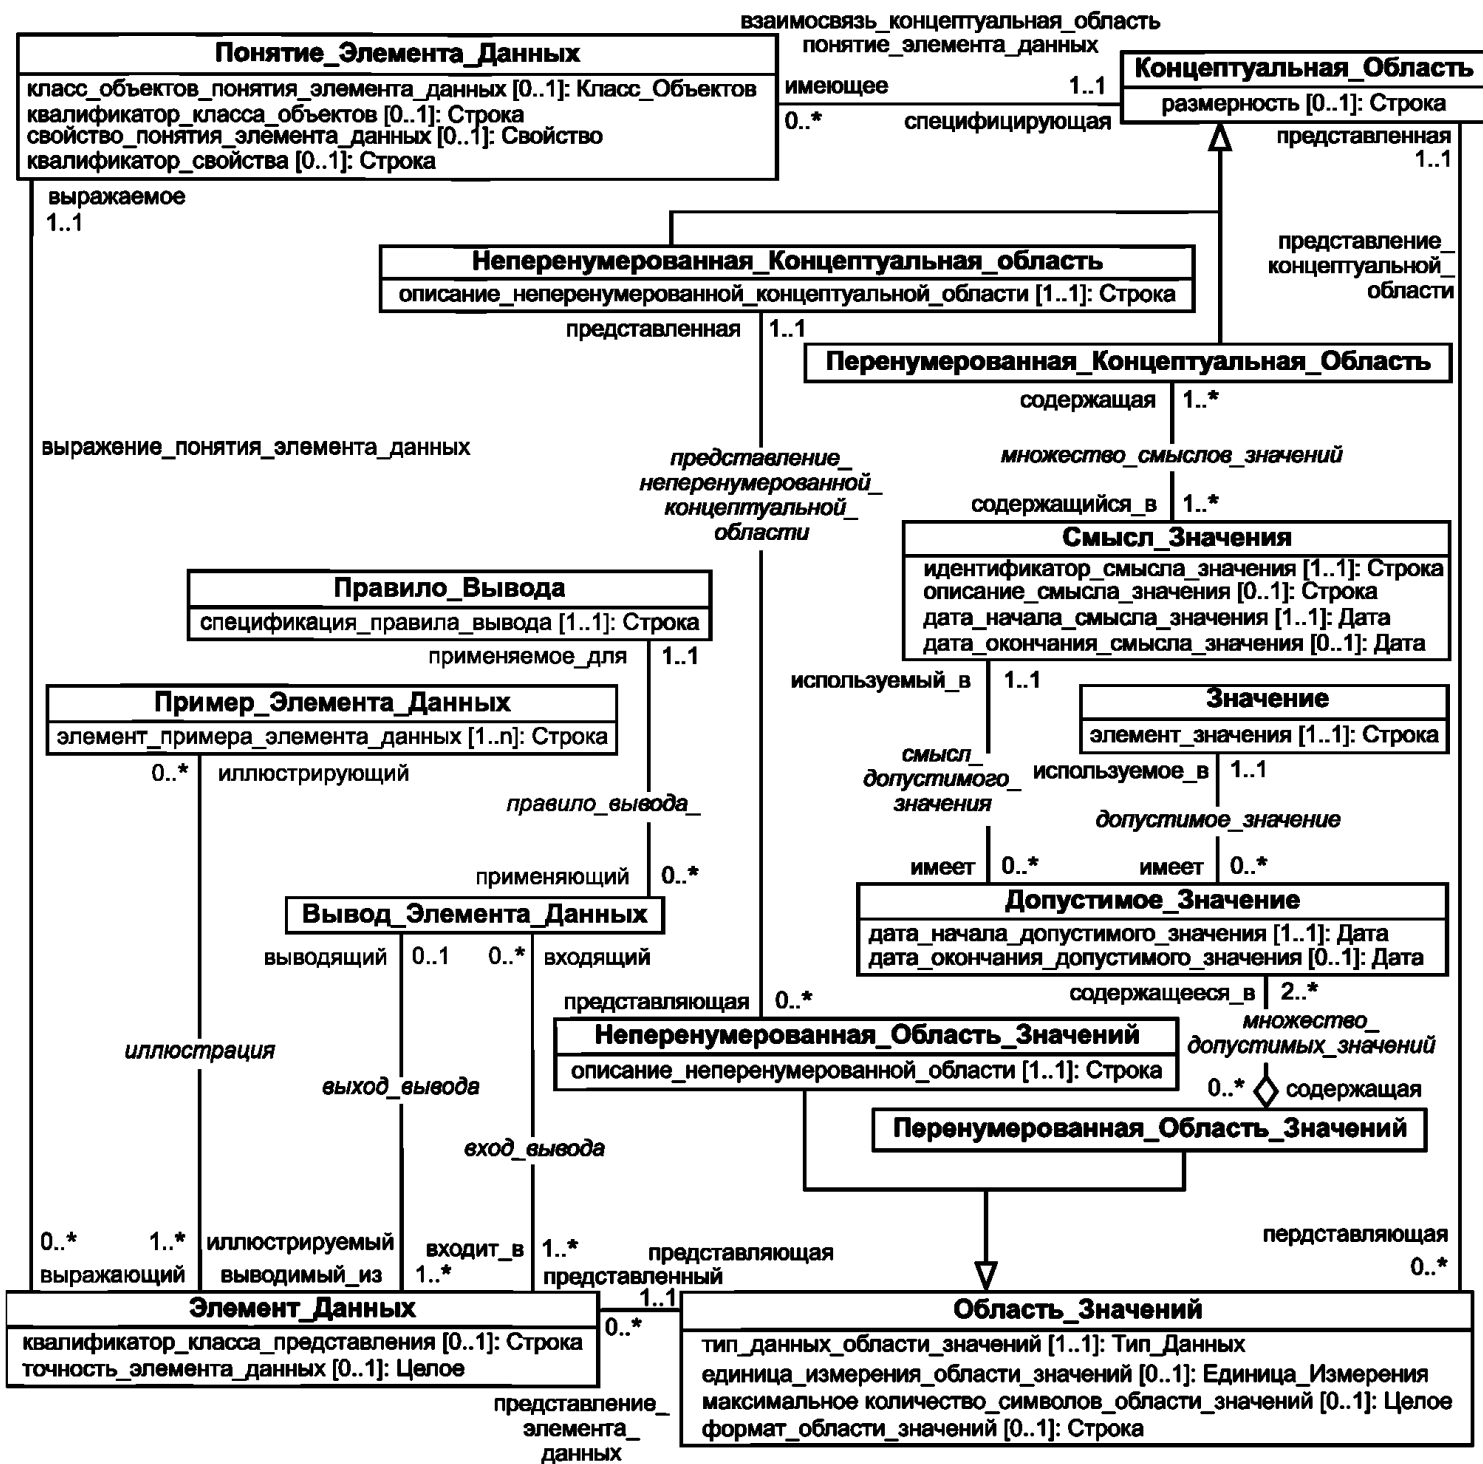 взаимосвязь_концептуальная_область
понятие_элемента_данных
Понятие_Элемента_Данных
класс_объектов_понятия_элемента_данных [0..1]: Класс_Объектов
квалификатор_класса_объектов [0..1]: Строка
свойство_понятия_элемента_данных [0..1]: Свойство
квалификатор_свойства [0..1]: Строка
имеющее
1..1
0..*
специфицирующая
Концептуальная_Область
размерность [0..1]: Строка
представленная
1..1
выражаемое
1..1
представление_
концептуальной_
области
Неперенумерованная_Концептуальная_область
описание_неперенумерованной_концептуальной_области [1..1]: Строка
представленная
1..1
Перенумерованная_Концептуальная_Область
содержащая
1..*
выражение_понятия_элемента_данных
представление_
неперенумерованной_
концептуальной_
области
множество_смыслов_значений
содержащийся_в
1..*
Смысл_Значения
идентификатор_смысла_значения [1..1]: Строка
описание_смысла_значения [0..1]: Строка
дата_начала_смысла_значения [1..1]: Дата
дата_окончания_смысла_значения [0..1]: Дата
Правило_Вывода
спецификация_правила_вывода [1..1]: Строка
применяемое_для
1..1
используемый_в
1..1
Пример_Элемента_Данных
элемент_примера_элемента_данных [1..n]: Строка
0..*
иллюстрирующий
Значение
элемент_значения [1..1]: Строка
используемое_в
1..1
смысл_
допустимого_
значения
правило_вывода_
допустимое_значение
применяющий
0..*
имеет
0..*
имеет
0..*
Вывод_Элемента_Данных
выводящий
0..1
0..*
входящий
Допустимое_Значение
дата_начала_допустимого_значения [1..1]: Дата
дата_окончания_допустимого_значения [0..1]: Дата
содержащееся_в
2..*
представляющая
0..*
множество_
допустимых_значений
Неперенумерованная_Область_Значений
описание_неперенумерованной_области [1..1]: Строка
иллюстрация
выход_вывода
0..*
содержащая
Перенумерованная_Область_Значений
вход_вывода
0..*
1..*
иллюстрируемый
входит_в
1..*
представляющая
пердставляющая
0..*
выражающий
выводимый_из
1..*
представленный
1..1
0..*
Элемент_Данных
квалификатор_класса_представления [0..1]: Строка
точность_элемента_данных [0..1]: Целое
представление_
элемента_
данных
Область_Значений
тип_данных_области_значений [1..1]: Тип_Данных
единица_измерения_области_значений [0..1]: Единица_Измерения
максимальное количество_символов_области_значений [0..1]: Целое
формат_области_значений [0..1]: Строка